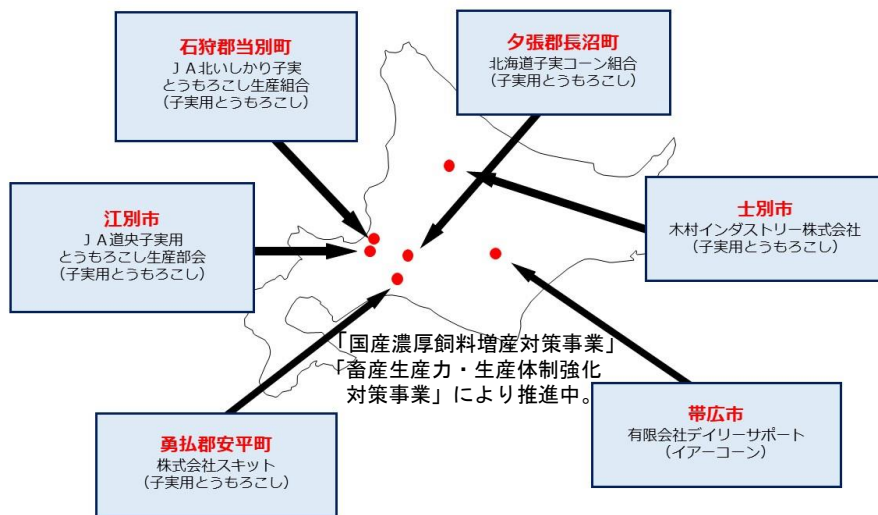 石狩郡当別町
ＪＡ北いしかり子実
とうもろこし生産組合
（子実用とうもろこし）
夕張郡長沼町
北海道子実コーン組合
（子実用とうもろこし）
江別市
ＪＡ道央子実用
とうもろこし生産部会
（子実用とうもろこし）
士別市
木村インダストリー株式会社
（子実用とうもろこし）
「国産濃厚飼料増産対策事業」
「畜産生産力・生産体制強化
対策事業」により推進中。
勇払郡安平町
株式会社スキット
（子実用とうもろこし）
帯広市
有限会社デイリーサポート
（イアーコーン）